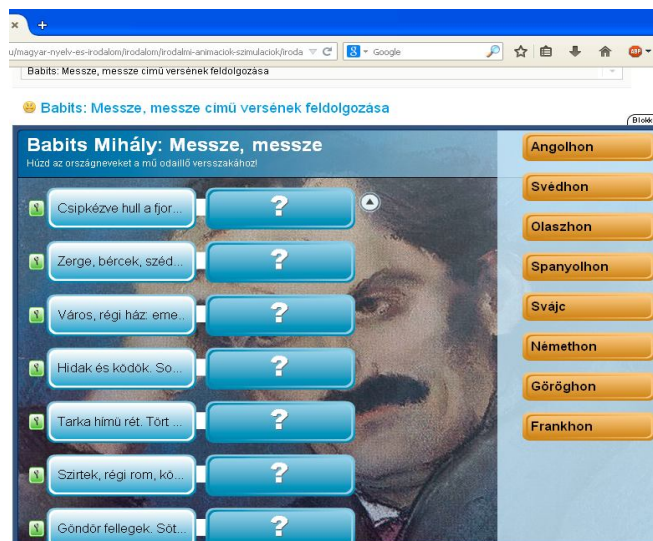 u/magyar-nyelv-es-irodalom/irodalom/irodalmi-animaciok-szimulaciok/iroda
Google
ABP
Babits: Messze, messze című versének feldolgozása
Babits: Messze, messze című versének feldolgozása
Blokk
Babits Mihály: Messze, messze
Húzd az országneveket a mű odaillő versszakához!
Csipkézve hull a fjor...
?
Zerge, bércek, széd...
?
Város, régi ház: eme..
?
Hidak és ködök. So...
?
Tarka hímű rét. Tört ...
?
Szirtek, régi rom, kö...
?
Göndör fellegek. Söt...
?
Angolhon
Svédhon
Olaszhon
Spanyolhon
Svájc
Némethon
Göröghon
Frankhon